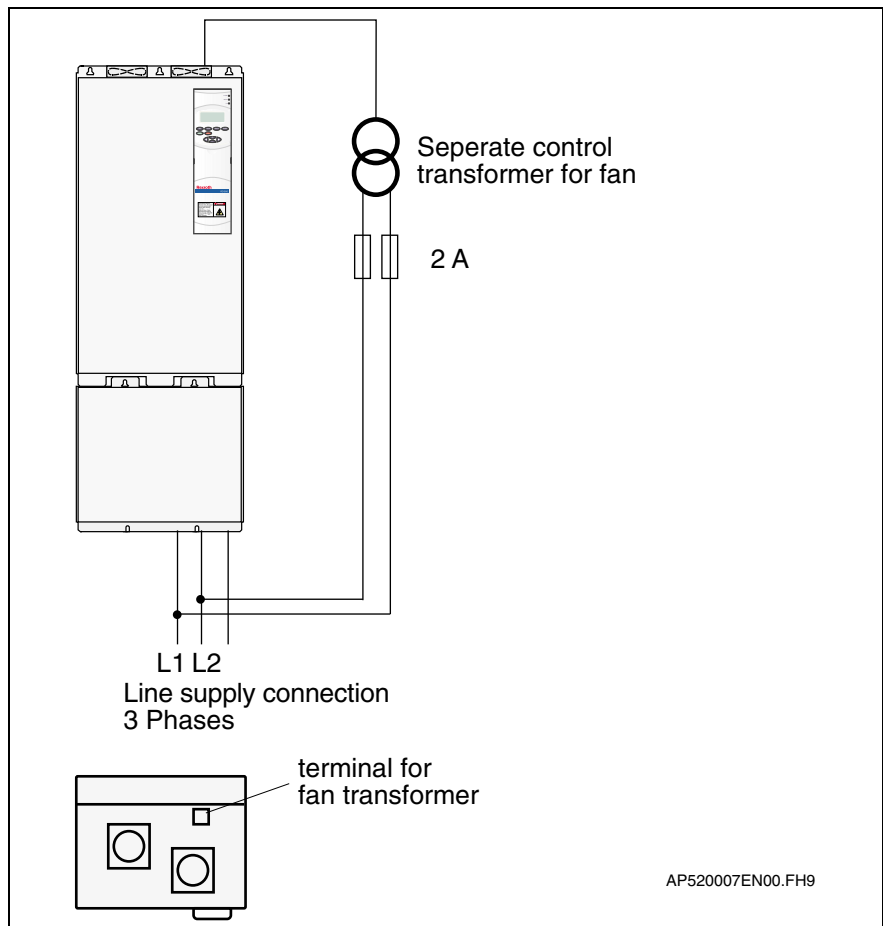 Rexroth
Seperate control
transformer for fan
2 A
L1 L2
Line supply connection
3 Phases
terminal for
fan transformer
AP520007EN00.FH9